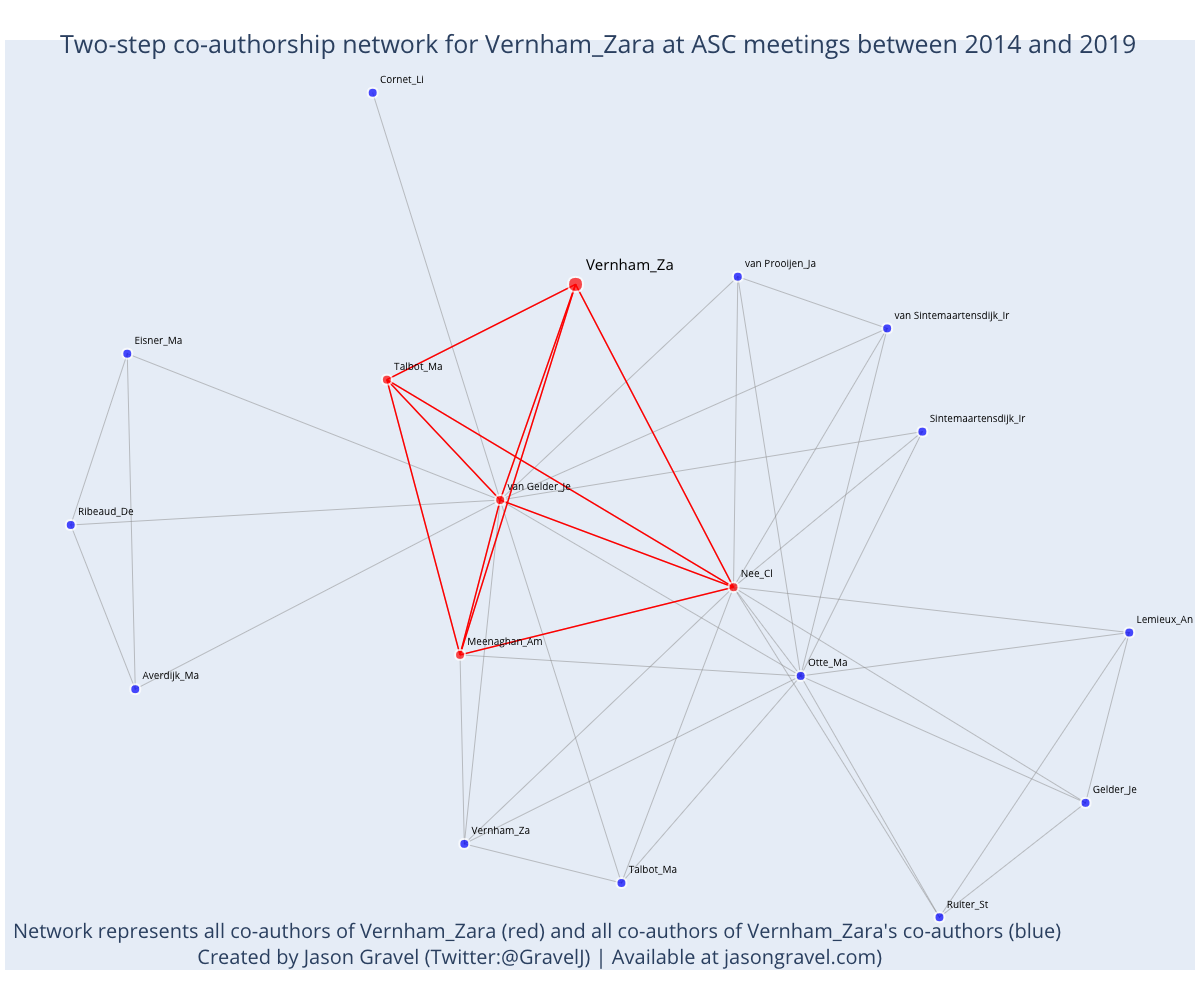 Two-step co-authorship network for Vernham_Zara at ASC meetings between 2014 and 2019
Cornet_Li
Vernham_Za
van Prooijen_Ja
van Sintemaartensdijk_Ir
Eisner_Ma
Talbot_Ma
Sintemaartensdijk_Ir
van Gelder_Je
Ribeaud_De
Nee_Cl
Lemieux_An
Meenaghan_Am
Otte_Ma
Averdijk_Ma
Gelder_Je
Vernham_Za
Talbot_Ma
Ruiter_St
Network represents all co-authors of Vernham_Zara (red) and all co-authors of Vernham_Zara's co-authors (blue)
Created by Jason Gravel (Twitter:@GravelJ) | Available at jasongravel.com)